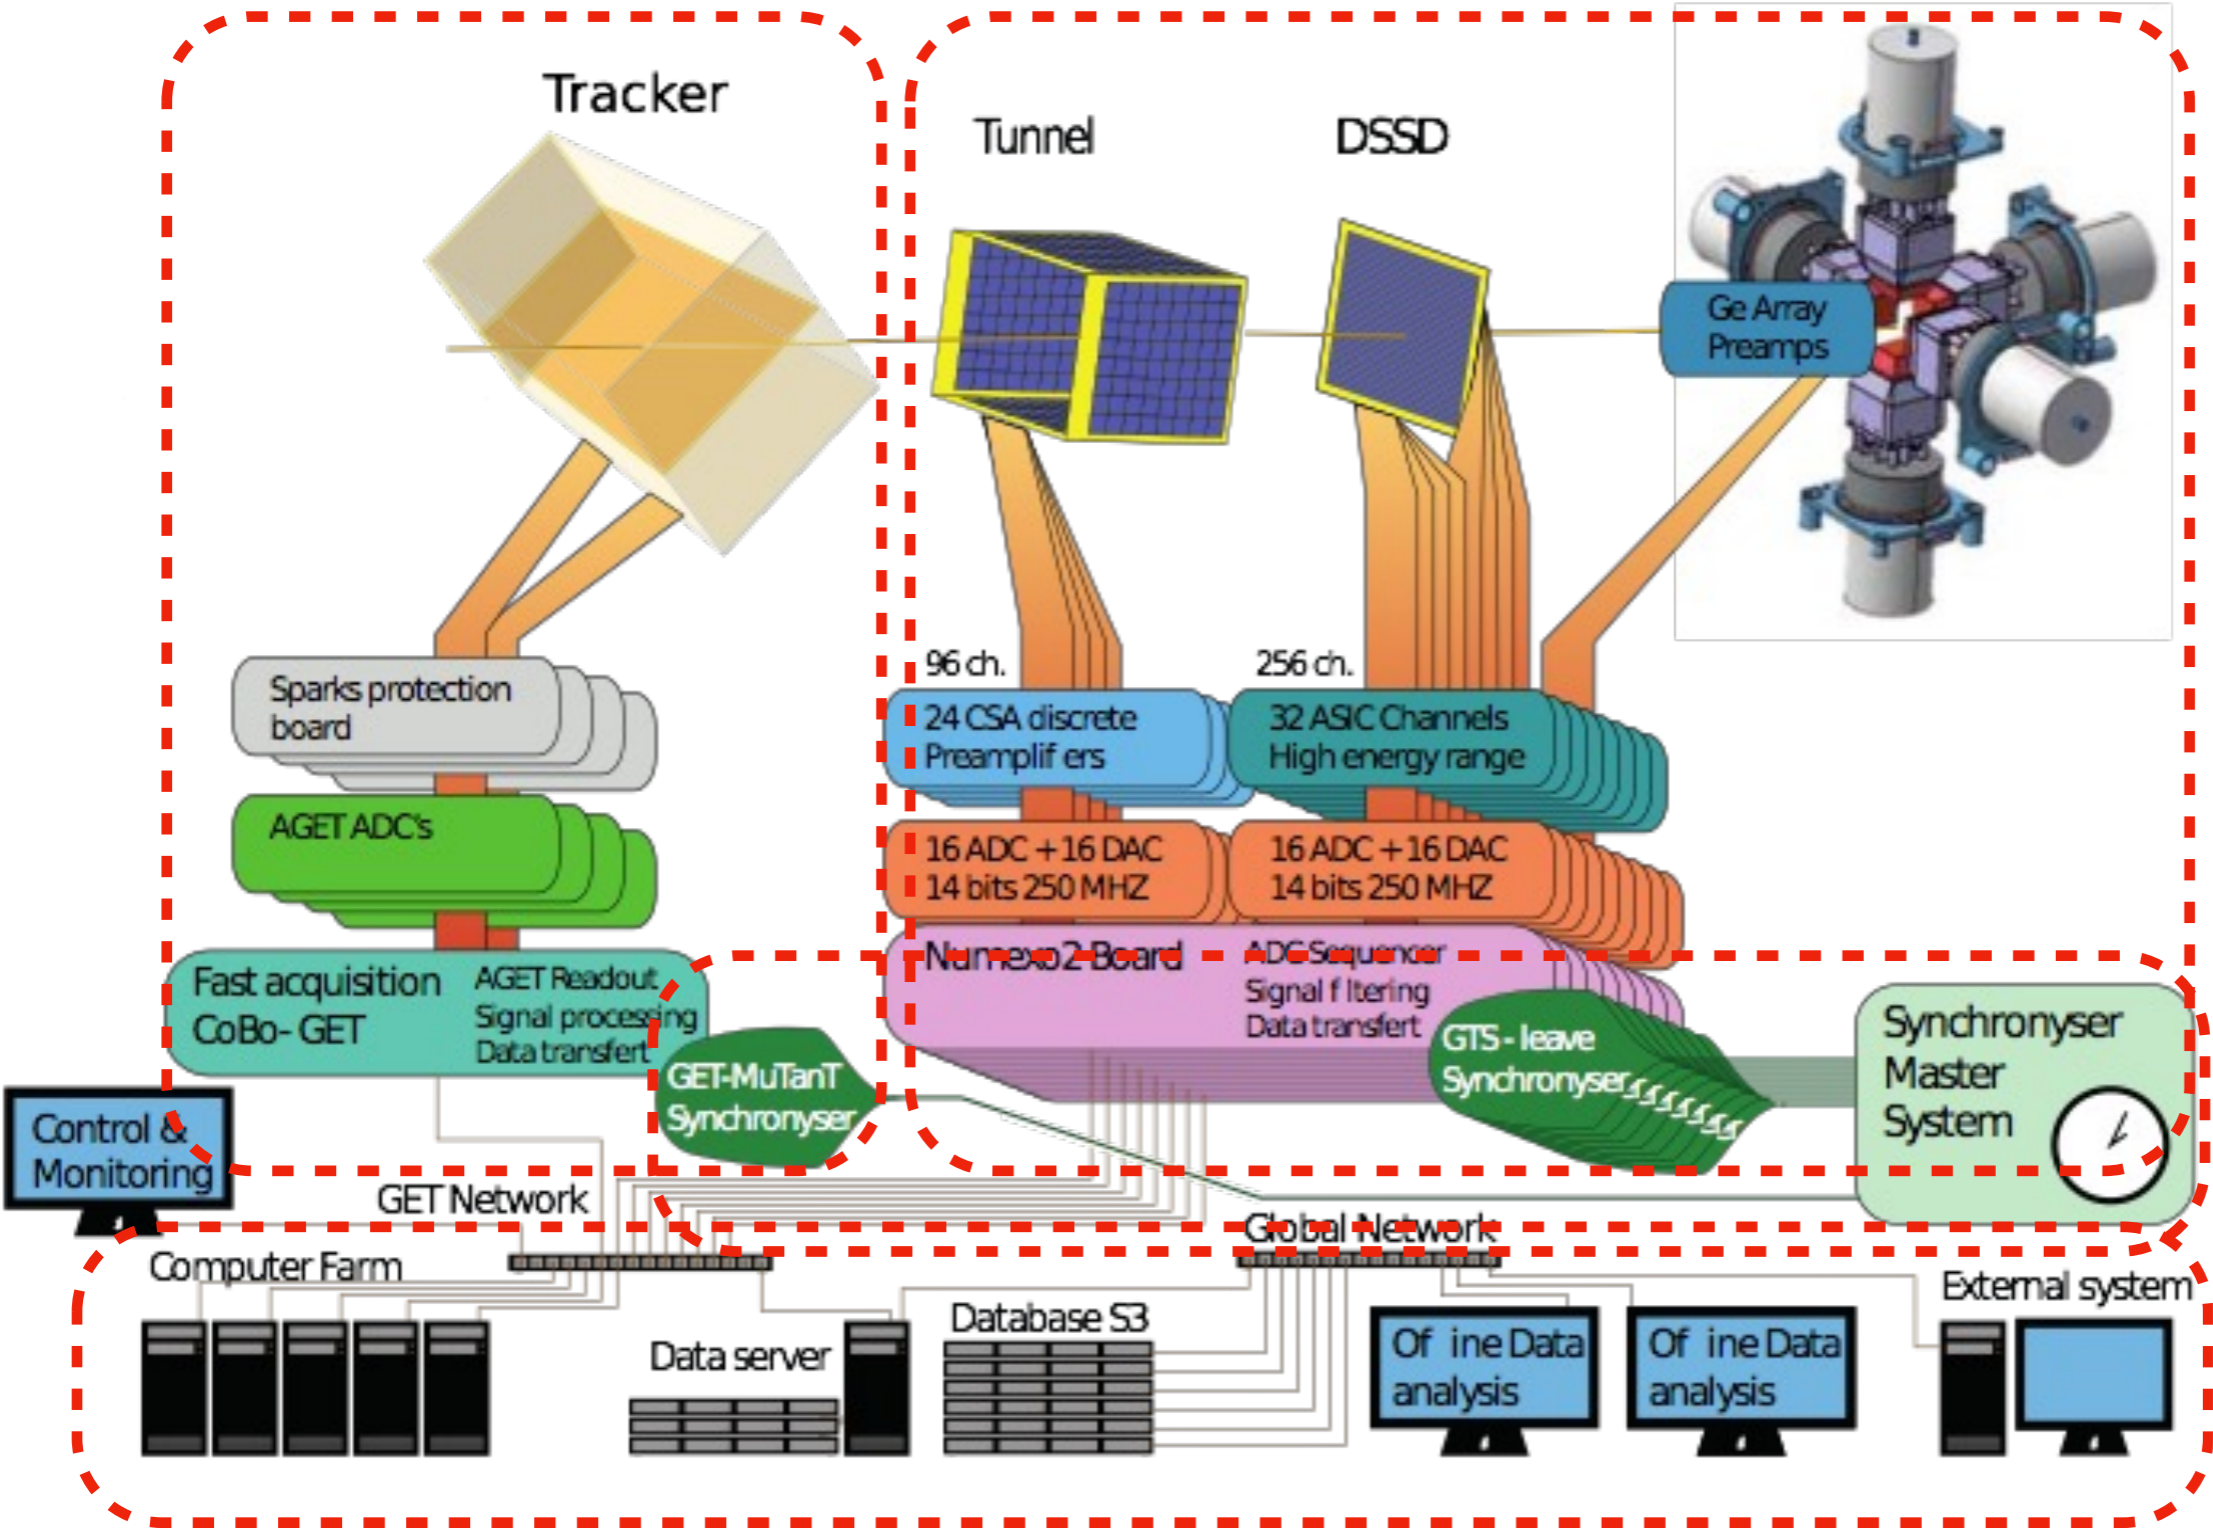 Tracker
Tunnel
DSSD
Ge Array
Preamps
96 ch.
256 ch.
Sparks protection
board
24 CSA discrete
Preamplif ers
32 ASIC Channels
High energy range
AGET ADC's
16 ADC + 16 DAC
14 bits 250 MHZ
16 ADC + 16 DAC
14 bits 250 MHZ
Fast acquisition
CoBo- GET
AGET Readout
Signal processing
Data transfert
Numexo2 Board
ADC Sequencer
Signal f ltering
Data transfert
GET-MuTanT
Synchronyser
GTS - leave
Synchronyser
Synchronyser
Master
System
Control &
Monitoring
GET Network
Global Network
Computer Farm
External system
Data server
Database S3
Of ine Data
analysis
Of ine Data
analysis